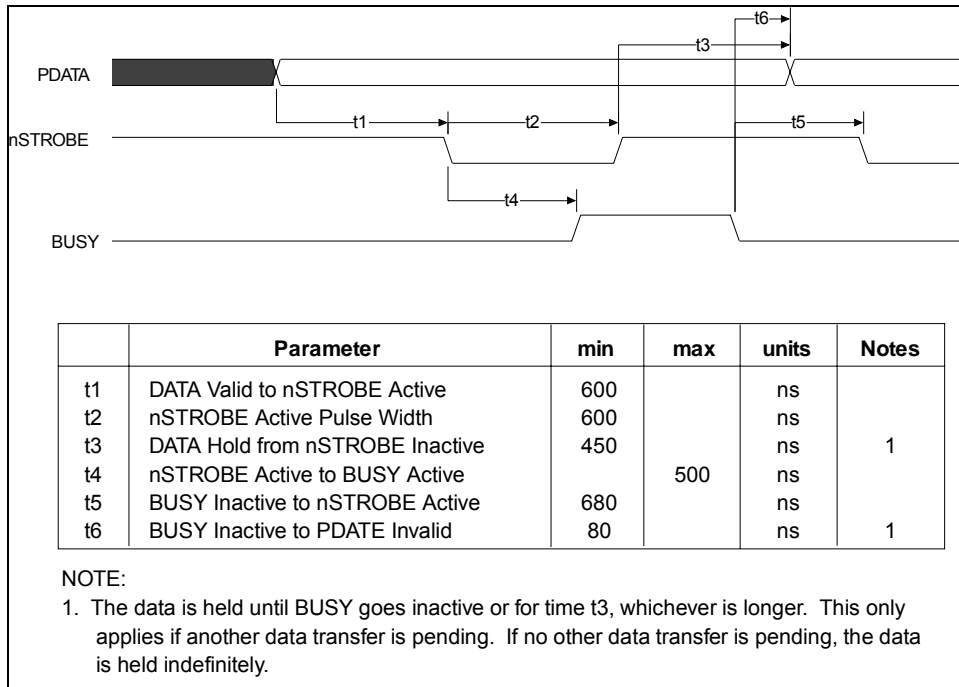 t6
t3
PDATA
t1 t2 t5
nSTROBE
t4
BUSY
Parameter min max units Notes
t1 DATA Valid to nSTROBE Active 600 ns
t2 nSTROBE Active Pulse Width 600 ns
t3 DATA Hold from nSTROBE Inactive 450 ns 1
t4 nSTROBE Active to BUSY Active 500 ns
t5 BUSY Inactive to nSTROBE Active 680 ns
t6 BUSY Inactive to PDATE Invalid 80 ns 1
NOTE:
1. The data is held until BUSY goes inactive or for time t3, whichever is longer. This only
applies if another data transfer is pending. If no other data transfer is pending, the data
is held indefinitely.